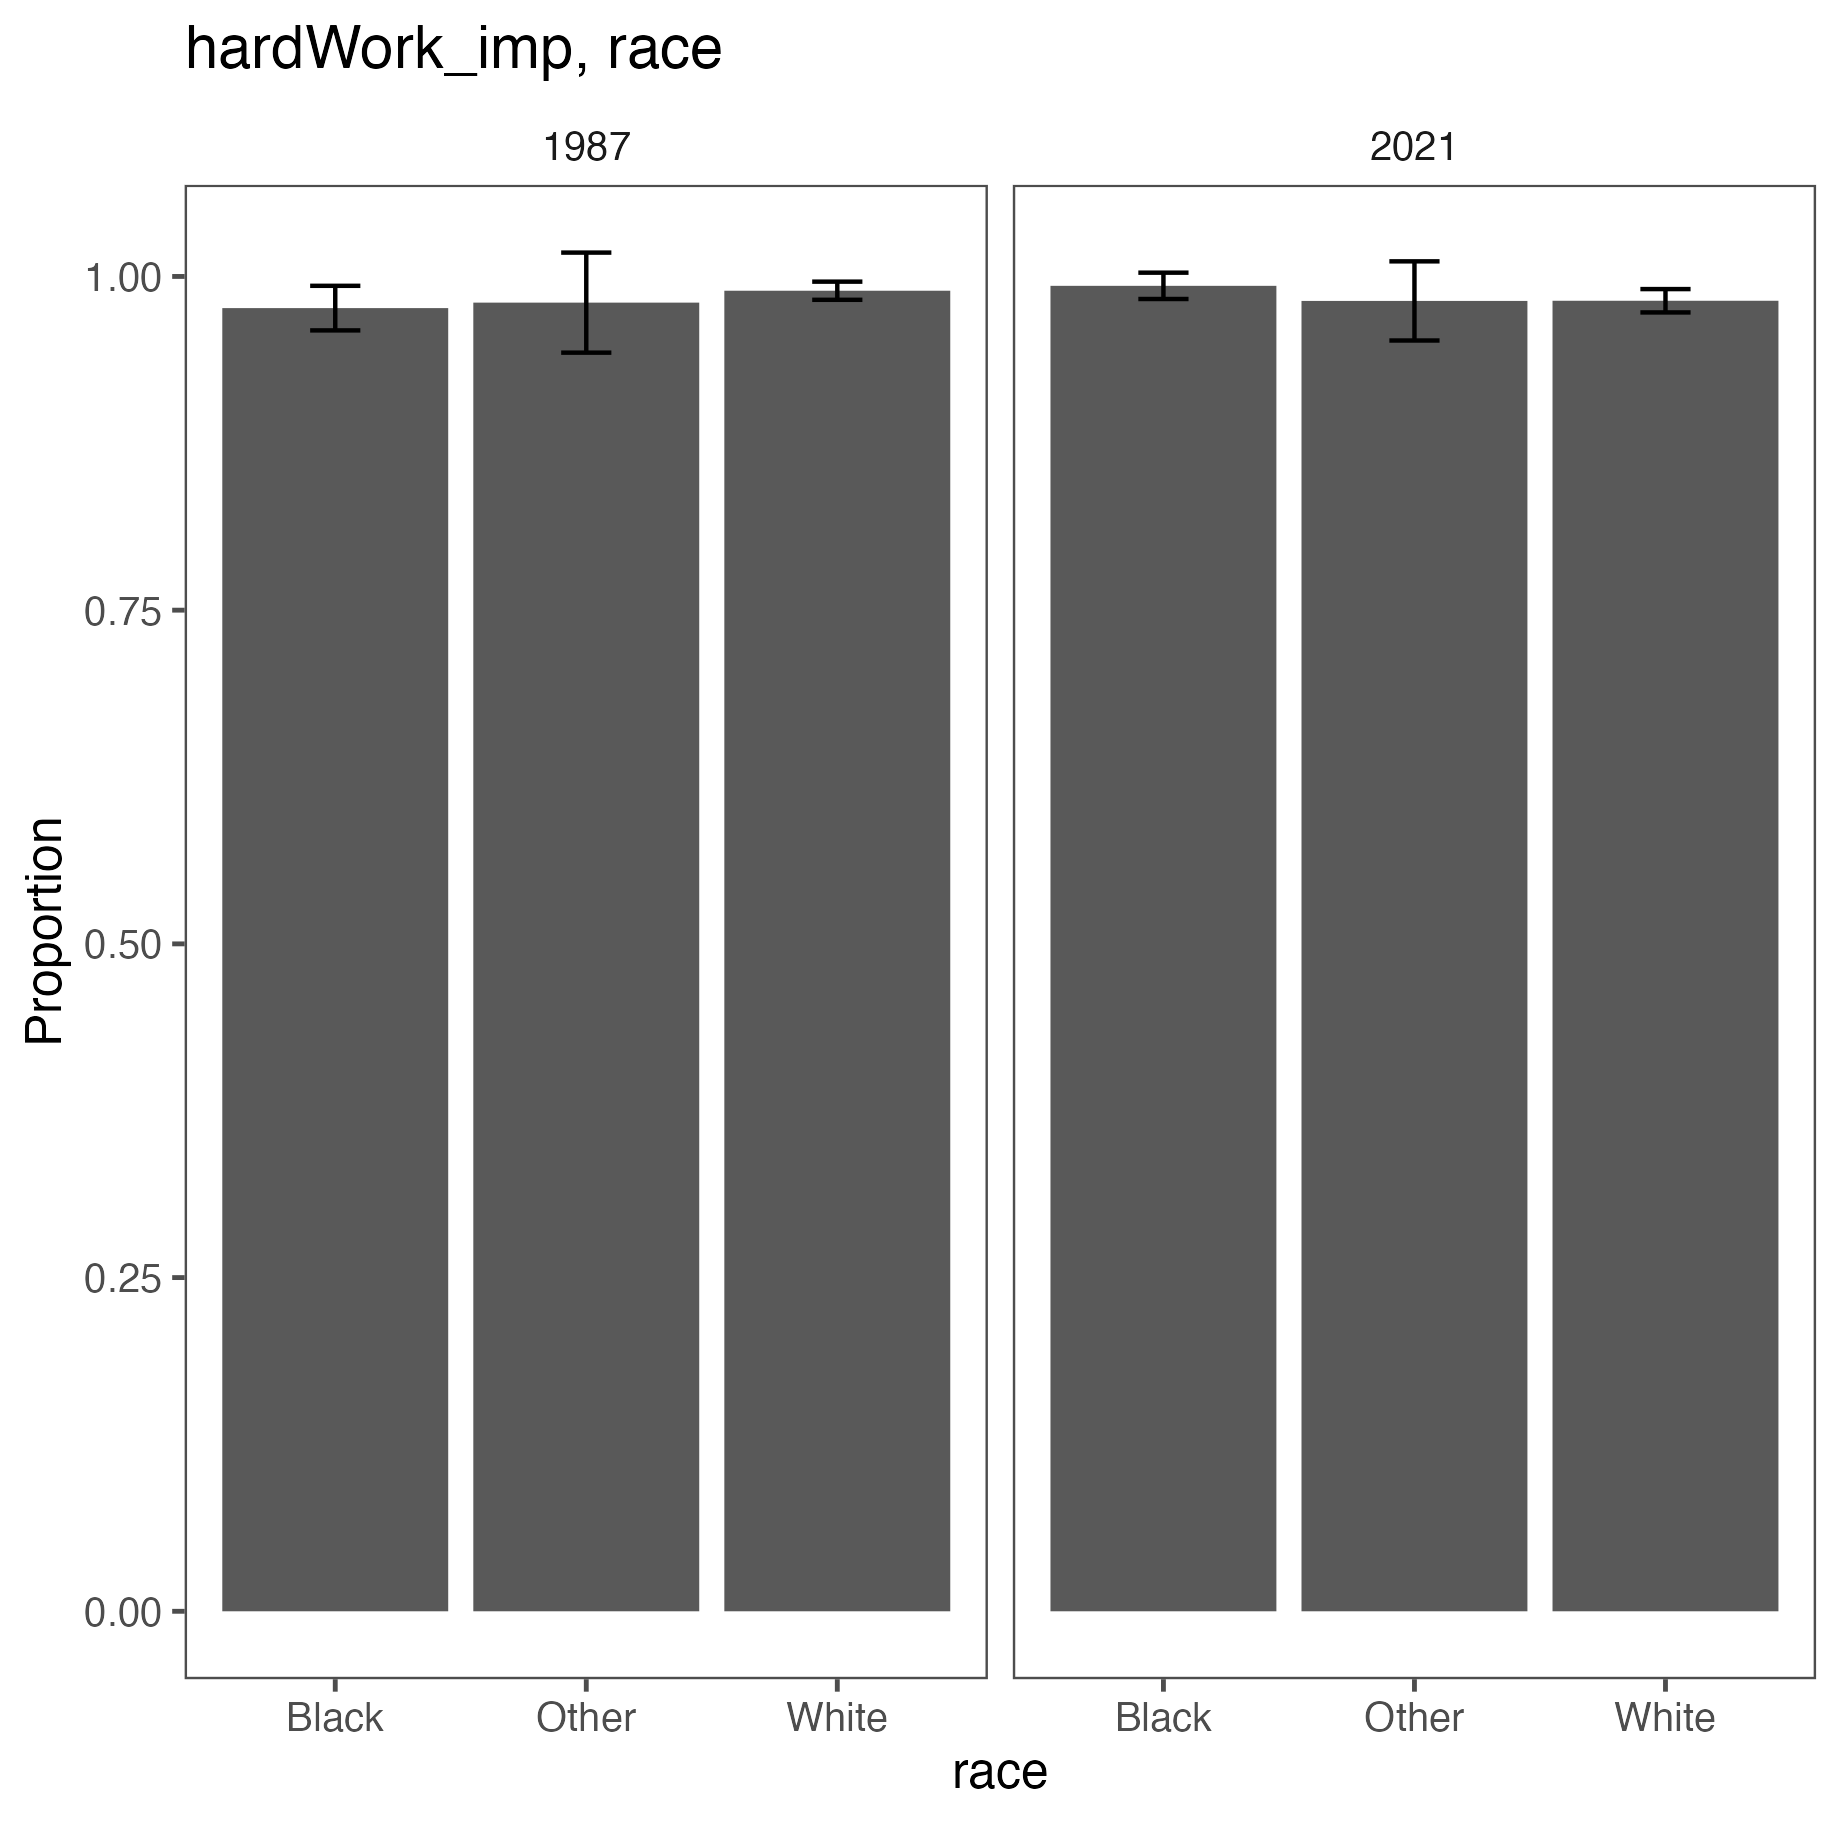 hardWork_imp, race
1987
2021
1.00
0.75
0.50
0.25
0.00
Proportion
Black Other White
Black Other White
race